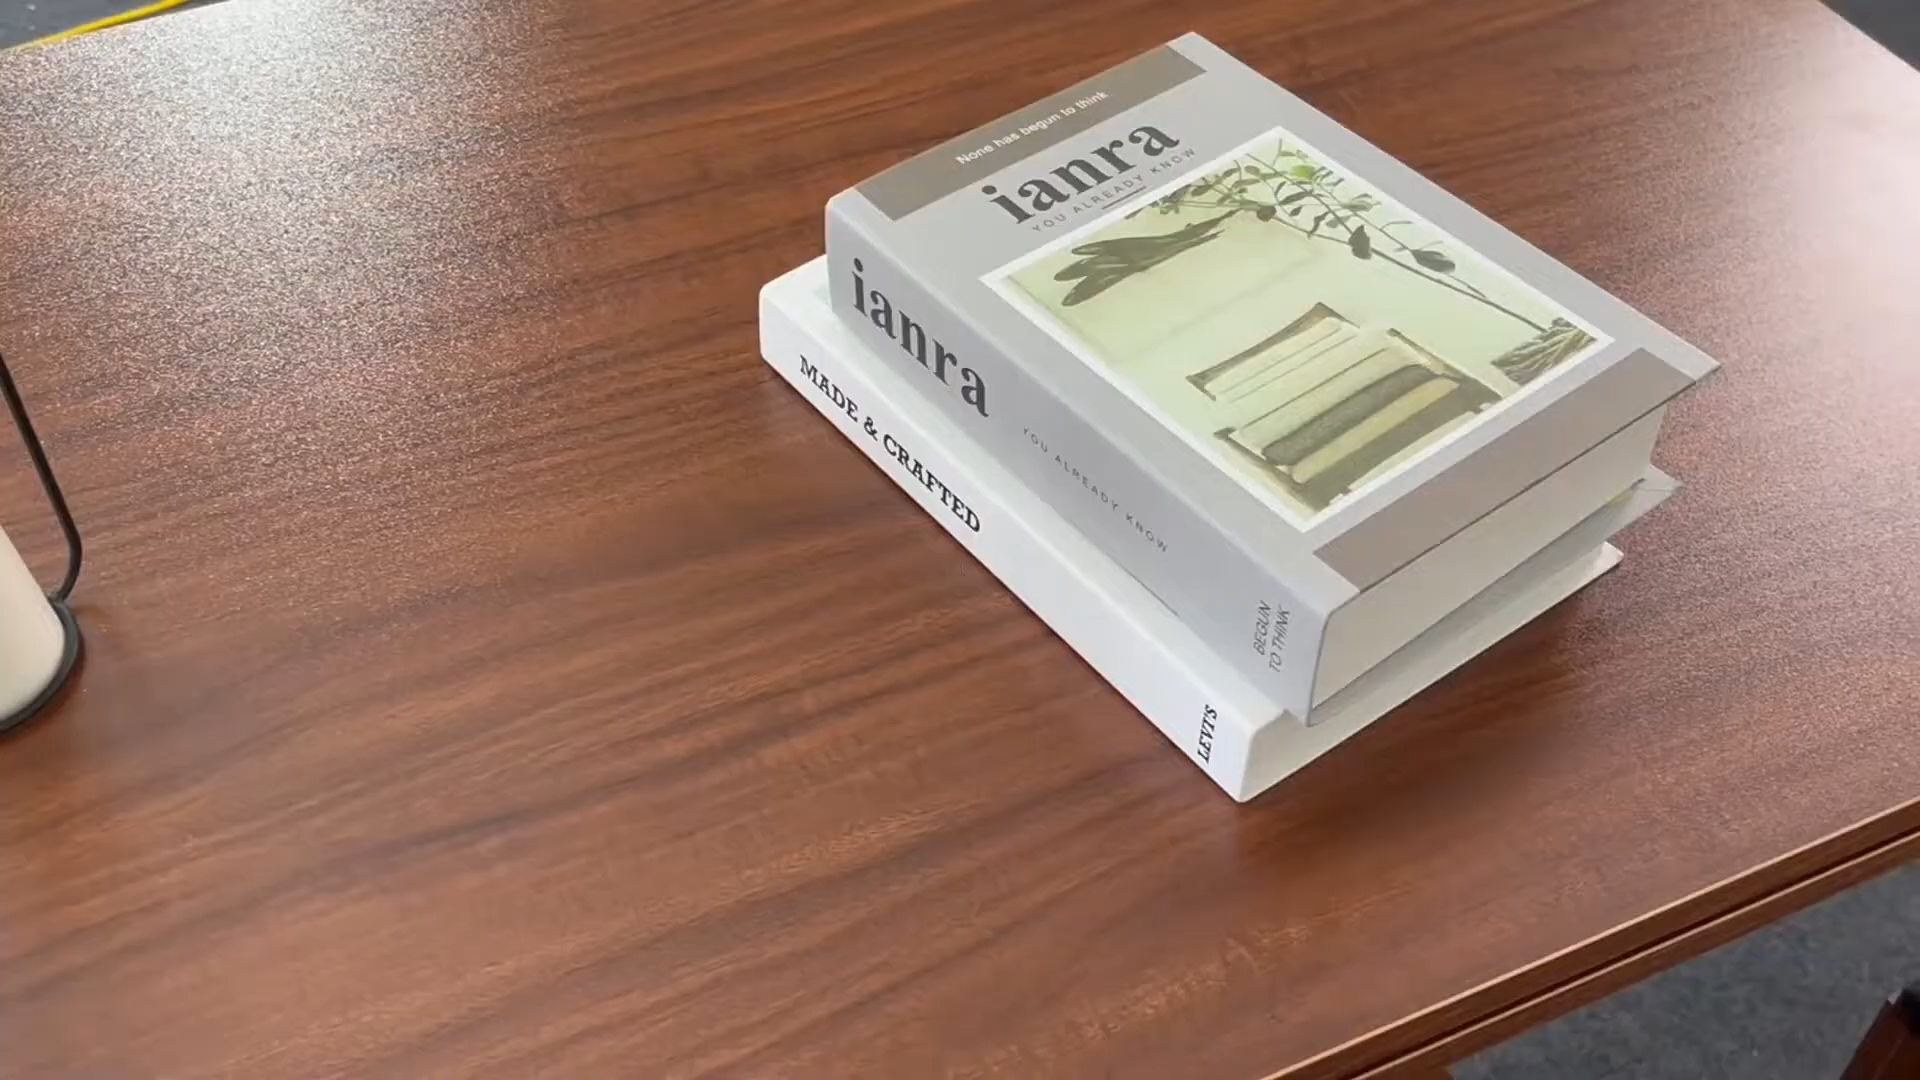 None has begun to think
ianra
YOU ALREADY KNOW
ianra
YOU ALREADY KNOW
BEGUN
TO THINK
MADE & CRAFTED
LEVI'S